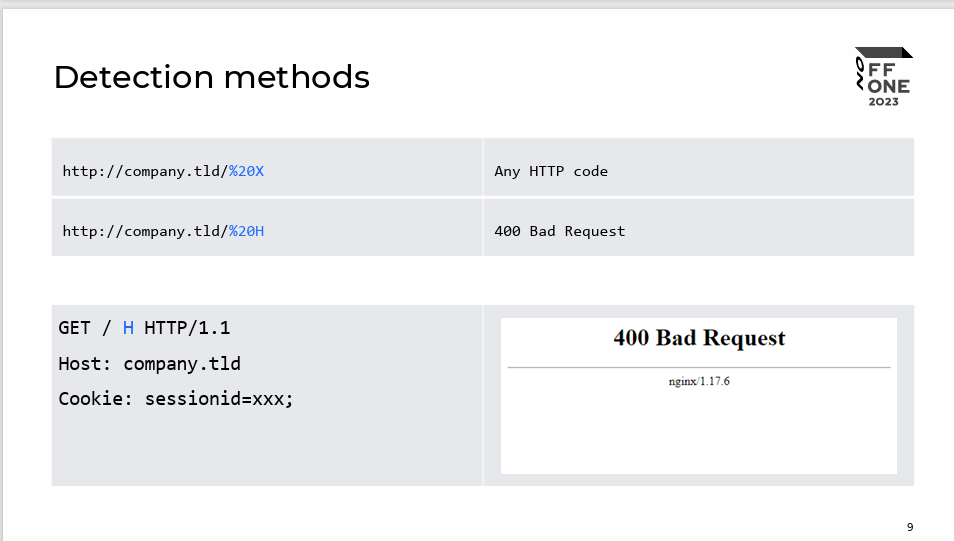 Detection methods
OFF
ZONE
2023
http://company.tld/%20X
Any HTTP code
http://company.tld/%20H
400 Bad Request
GET / H HTTP/1.1
Host: company.tld
Cookie: sessionid=xxx;
400 Bad Request
nginx/1.17.6
9